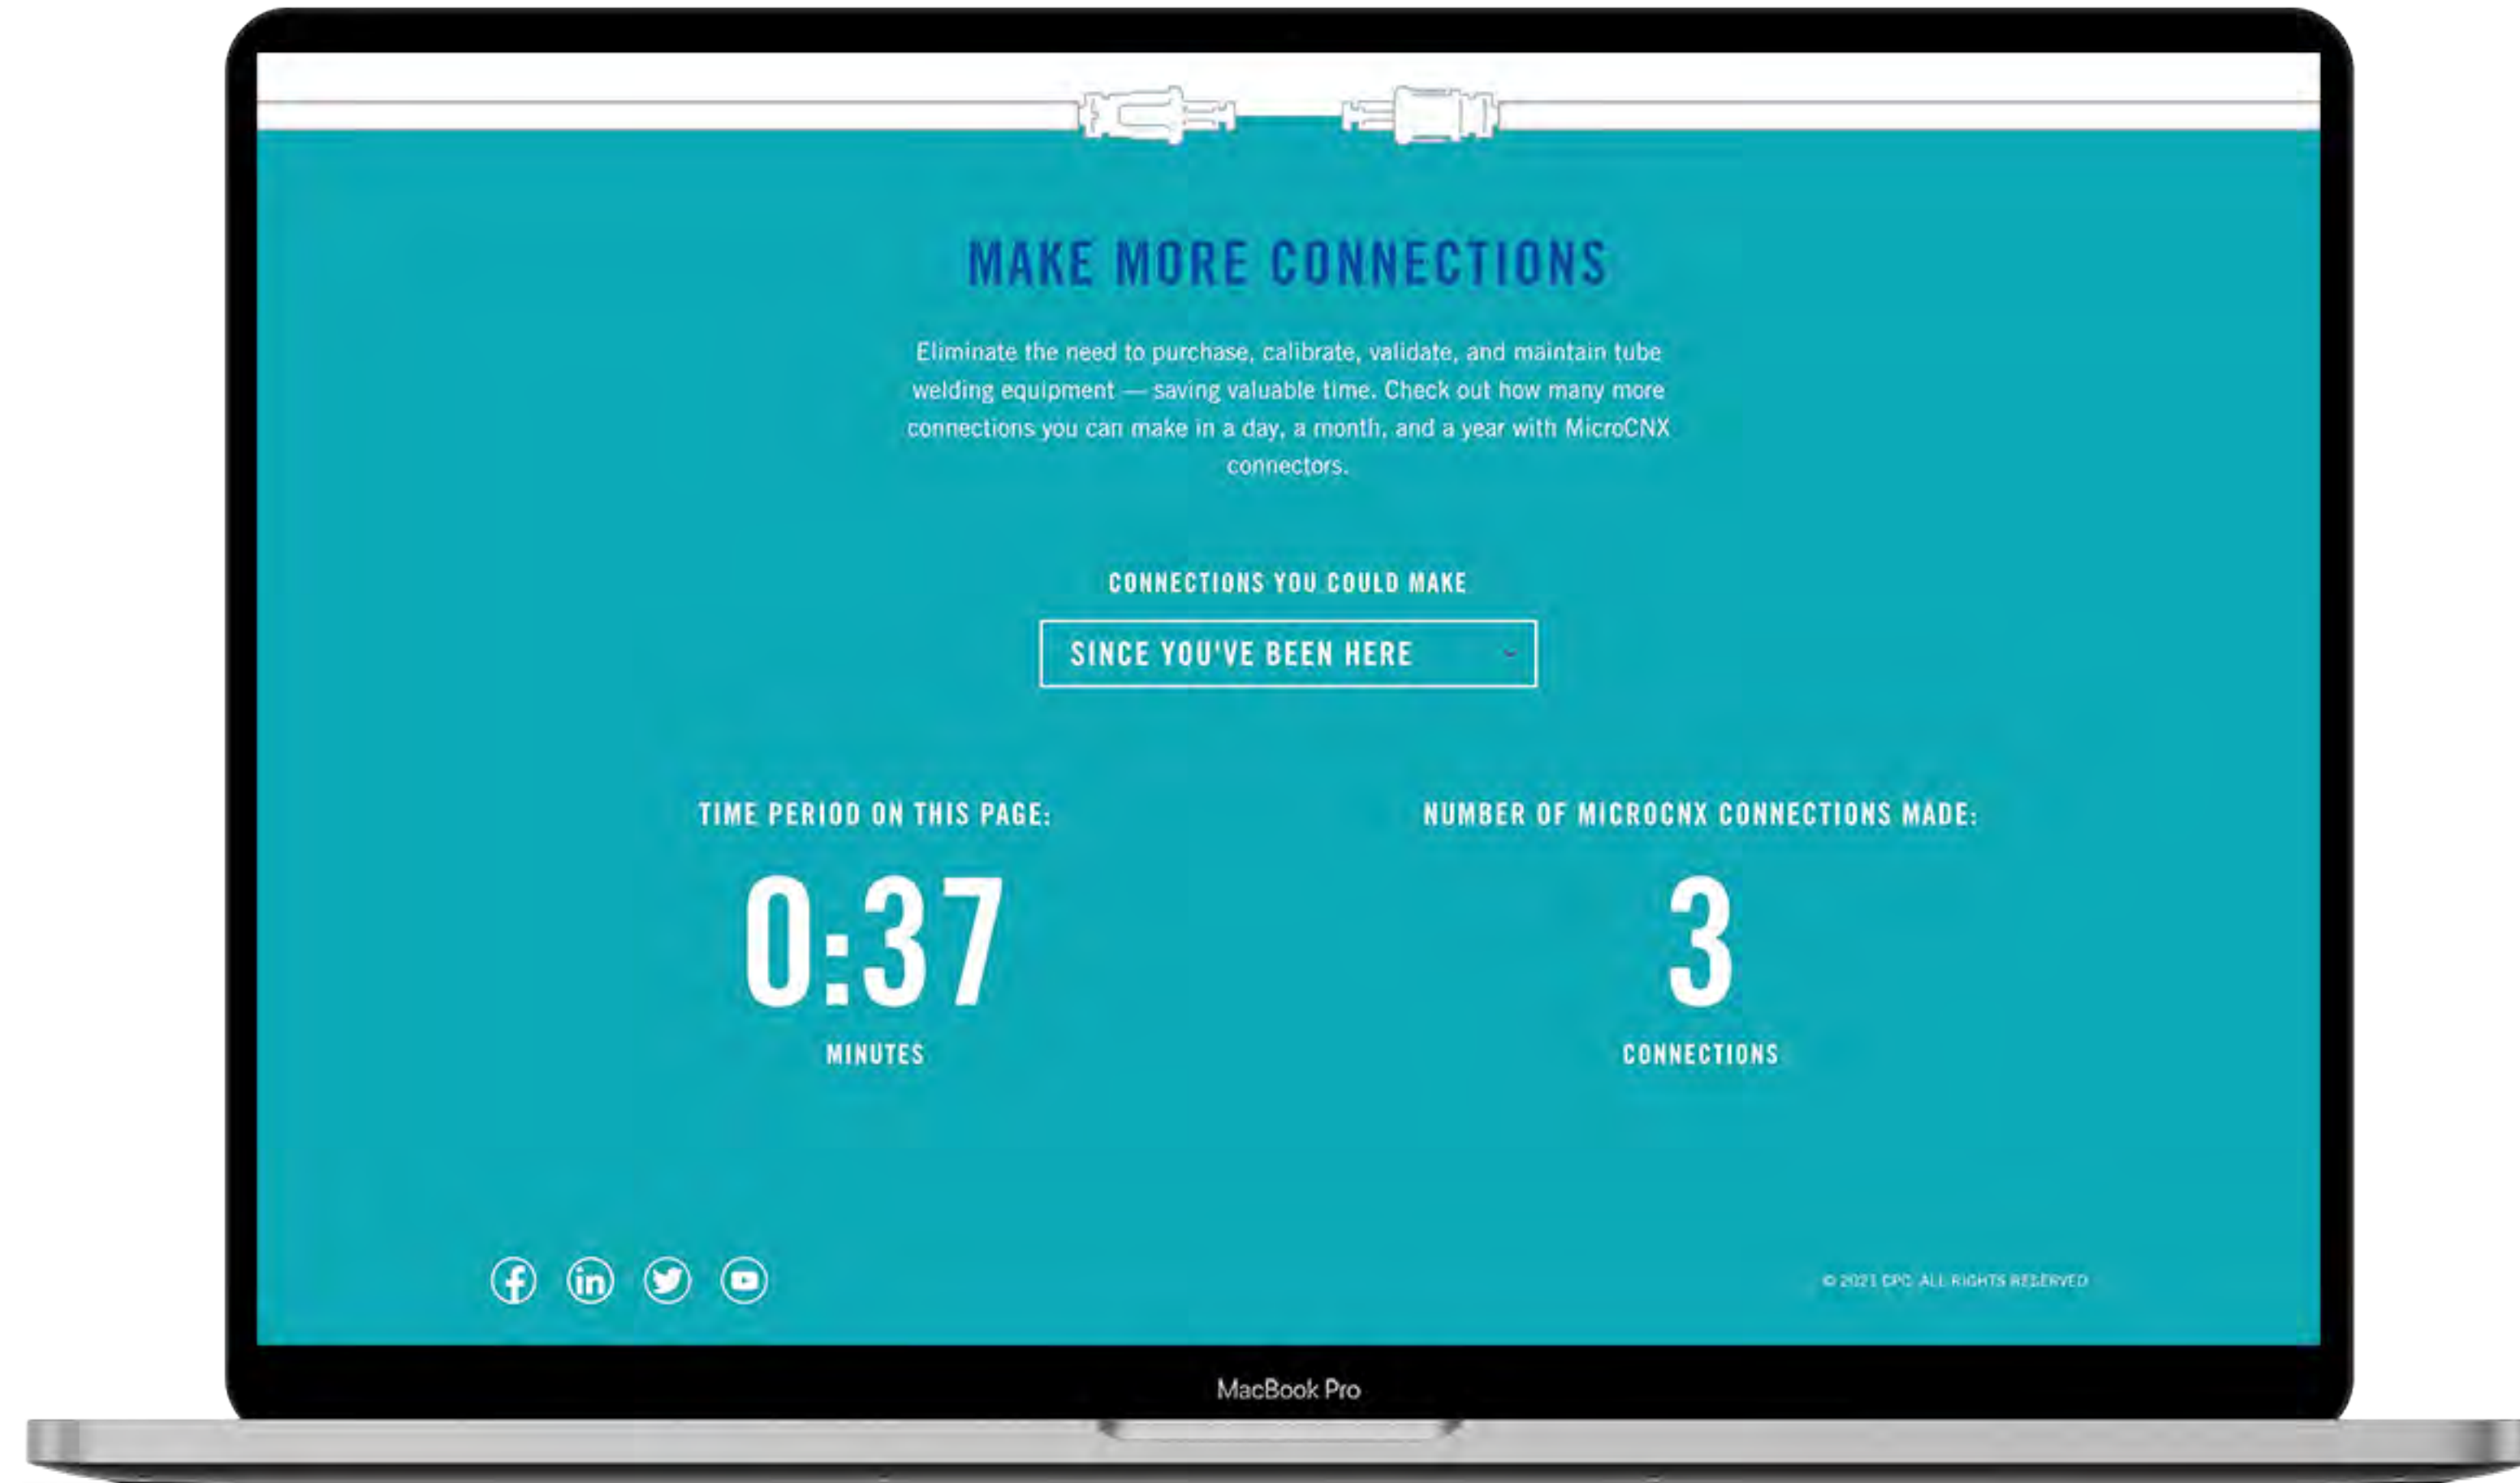 MAKE MORE CONNECTIONS
Eliminate the need to purchase, calibrate, validate, and maintain tube
welding equipment — saving valuable time. Check out how many more
connections you can make in a day, a month, and a year with MicroCNX
connectors.
CONNECTIONS YOU COULD MAKE
SINCE YOU'VE BEEN HERE
TIME PERIOD ON THIS PAGE:
0:37
MINUTES
NUMBER OF MICROCNX CONNECTIONS MADE:
3
CONNECTIONS
© 2021 CPC. ALL RIGHTS RESERVED
MacBook Pro